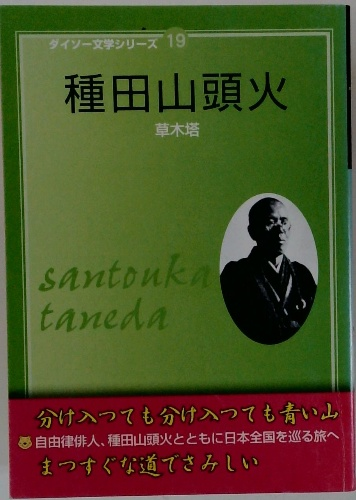 ダイソー文学シリーズ 19
種田山頭火
草木塔
santouka
taneda
分け入つても分け入つても青い山
自由律俳人、種田山頭火とともに日本全国を巡る旅へ
まつすぐな道でさみしい